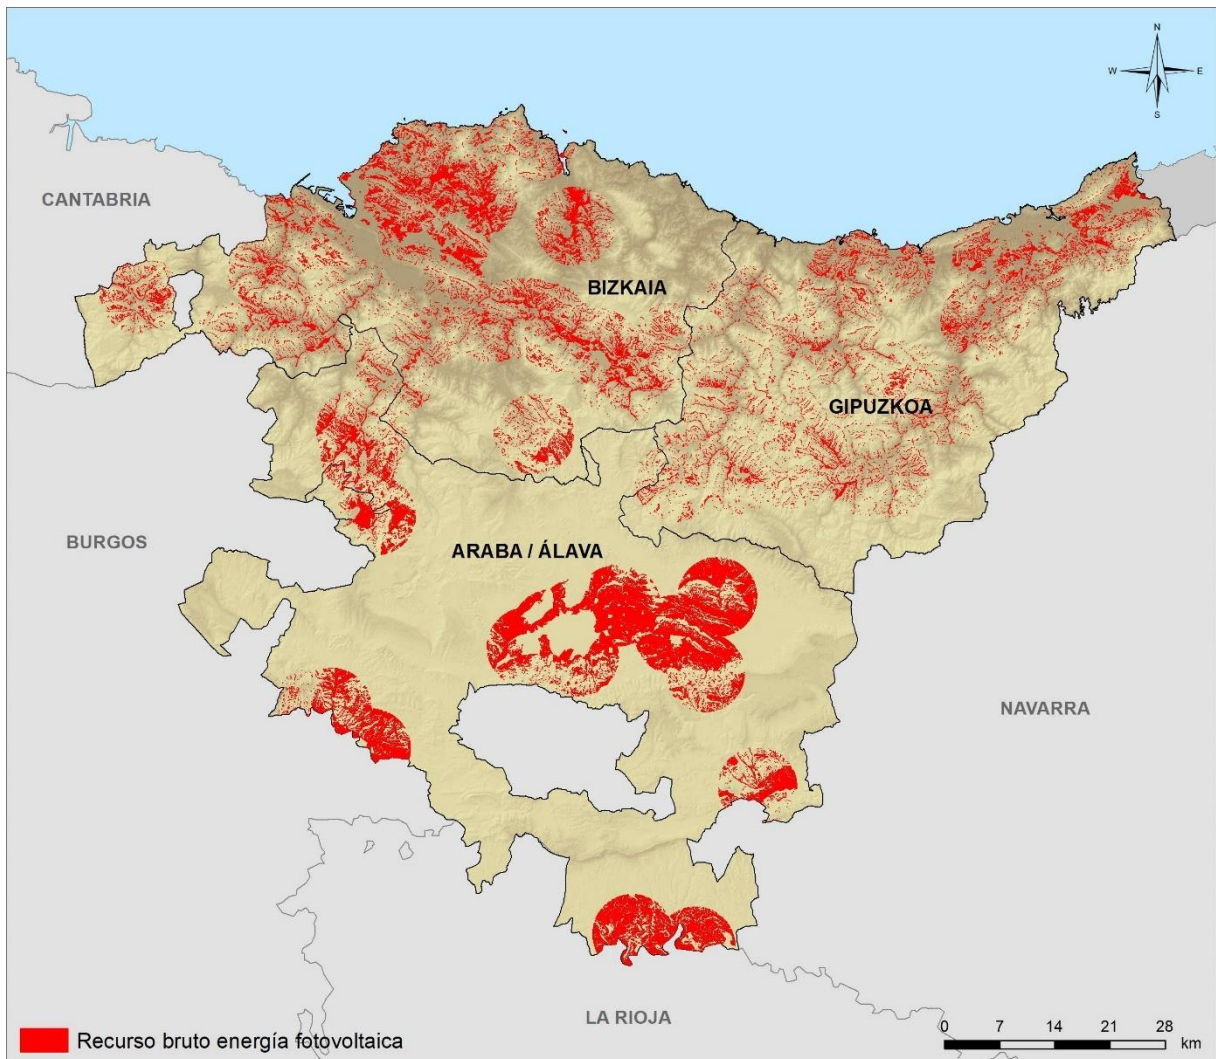 N
W E
S
CANTABRIA
BIZKAIA
GIPUZKOA
BURGOS
ARABA / ÁLAVA
NAVARRA
LA RIOJA
Recurso bruto energía fotovoltaica
0 7 14 21 28
km